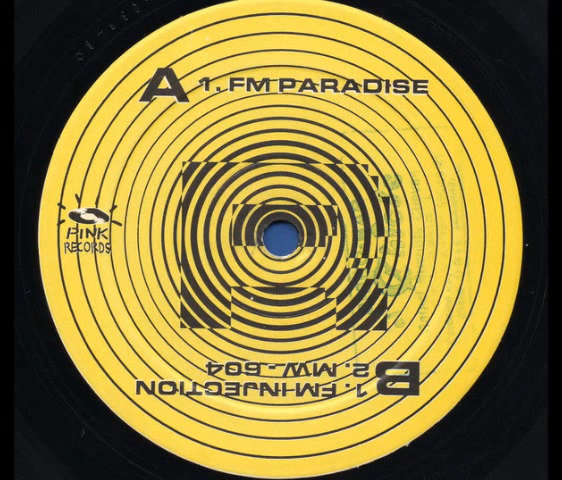 A 1. FM PARADISE
PINK
RECORDS
B 1. FM INJECTION
2. MW - 604